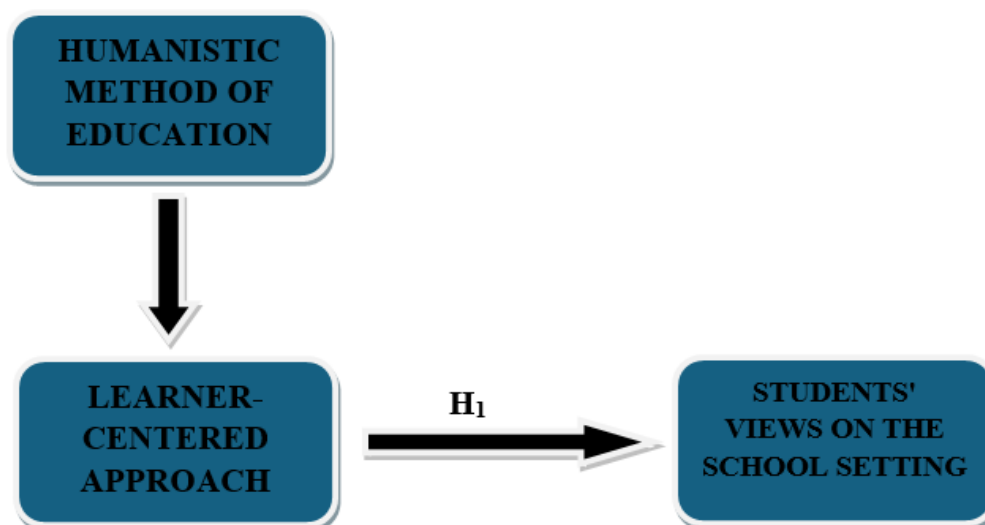 HUMANISTIC
METHOD OF
EDUCATION
LEARNER-
CENTERED
APPROACH
H₁
STUDENTS'
VIEWS ON THE
SCHOOL SETTING